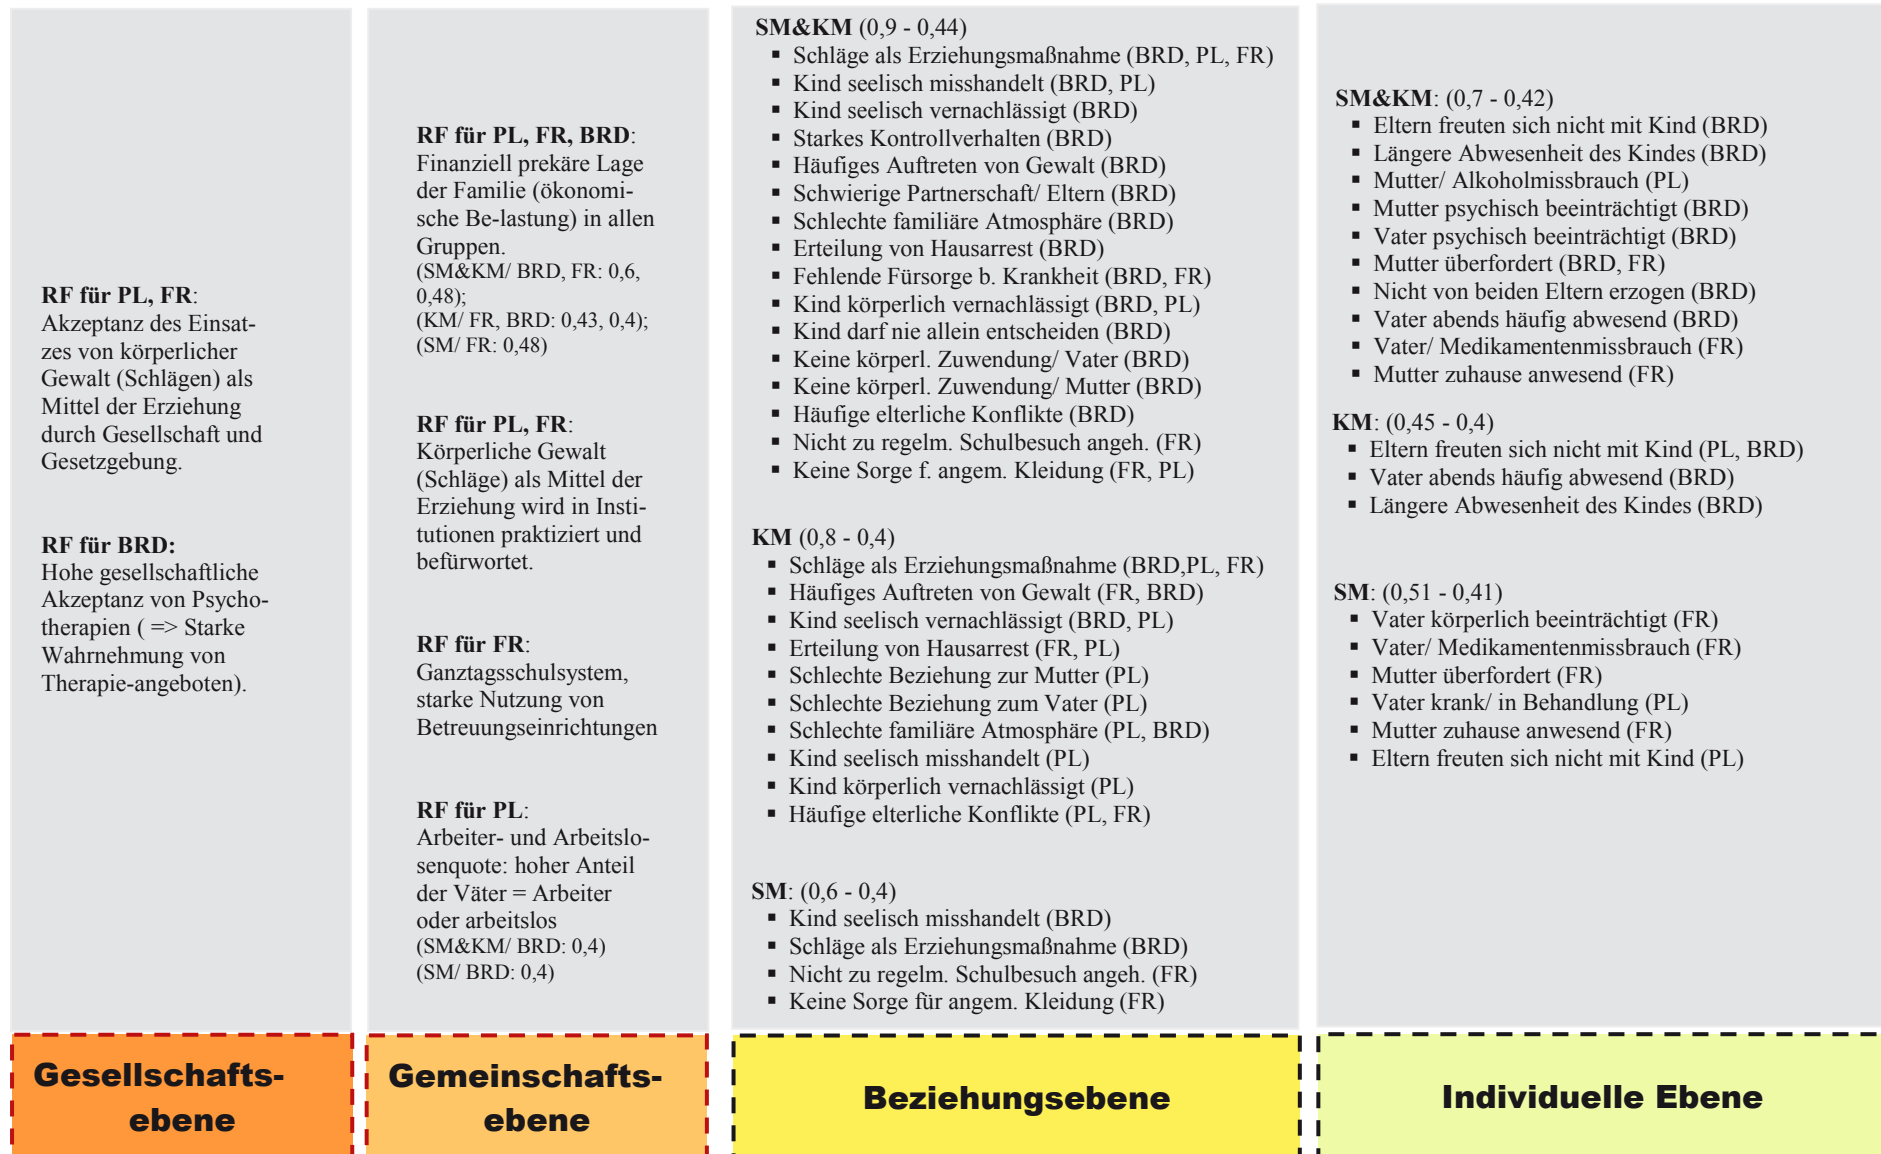 RF für PL, FR:
Akzeptanz des Einsat-
zes von körperlicher
Gewalt (Schlägen) als
Mittel der Erziehung
durch Gesellschaft und
Gesetzgebung.
RF für BRD:
Hohe gesellschaftliche
Akzeptanz von Psycho-
therapien ( => Starke
Wahrnehmung von
Therapie-angeboten).
Gesellschafts-
ebene
RF für PL, FR, BRD:
Finanziell prekäre Lage
der Familie (ökonomi-
sche Be-lastung) in allen
Gruppen.
(SM&KM/ BRD, FR: 0,6,
0,48);
(KM/ FR, BRD: 0,43, 0,4);
(SM/ FR: 0,48)
RF für PL, FR:
Körperliche Gewalt
(Schläge) als Mittel der
Erziehung wird in Insti-
tutionen praktiziert und
befürwortet.
RF für FR:
Ganztagsschulsystem,
starke Nutzung von
Betreuungseinrichtungen
RF für PL:
Arbeiter- und Arbeitslo-
senquote: hoher Anteil
der Väter = Arbeiter
oder arbeitslos
(SM&KM/ BRD: 0,4)
(SM/ BRD: 0,4)
Gemeinschafts-
ebene
SM&KM (0,9 - 0,44)
▪ Schläge als Erziehungsmaßnahme (BRD, PL, FR)
▪ Kind seelisch misshandelt (BRD, PL)
▪ Kind seelisch vernachlässigt (BRD)
▪ Starkes Kontrollverhalten (BRD)
▪ Häufiges Auftreten von Gewalt (BRD)
▪ Schwierige Partnerschaft/ Eltern (BRD)
▪ Schlechte familiäre Atmosphäre (BRD)
▪ Erteilung von Hausarrest (BRD)
▪ Fehlende Fürsorge b. Krankheit (BRD, FR)
▪ Kind körperlich vernachlässigt (BRD, PL)
▪ Kind darf nie allein entscheiden (BRD)
▪ Keine körperl. Zuwendung/ Vater (BRD)
▪ Keine körperl. Zuwendung/ Mutter (BRD)
▪ Häufige elterliche Konflikte (BRD)
▪ Nicht zu regelm. Schulbesuch angeh. (FR)
▪ Keine Sorge f. angem. Kleidung (FR, PL)
KM (0,8 - 0,4)
▪ Schläge als Erziehungsmaßnahme (BRD,PL, FR)
▪ Häufiges Auftreten von Gewalt (FR, BRD)
▪ Kind seelisch vernachlässigt (BRD, PL)
▪ Erteilung von Hausarrest (FR, PL)
▪ Schlechte Beziehung zur Mutter (PL)
▪ Schlechte Beziehung zum Vater (PL)
▪ Schlechte familiäre Atmosphäre (PL, BRD)
▪ Kind seelisch misshandelt (PL)
▪ Kind körperlich vernachlässigt (PL)
▪ Häufige elterliche Konflikte (PL, FR)
SM: (0,6 - 0,4)
▪ Kind seelisch misshandelt (BRD)
▪ Schläge als Erziehungsmaßnahme (BRD)
▪ Nicht zu regelm. Schulbesuch angeh. (FR)
▪ Keine Sorge für angem. Kleidung (FR)
Beziehungsebene
SM&KM: (0,7 - 0,42)
▪ Eltern freuten sich nicht mit Kind (BRD)
▪ Längere Abwesenheit des Kindes (BRD)
▪ Mutter/ Alkoholmissbrauch (PL)
▪ Mutter psychisch beeinträchtigt (BRD)
▪ Vater psychisch beeinträchtigt (BRD)
▪ Mutter überfordert (BRD, FR)
▪ Nicht von beiden Eltern erzogen (BRD)
▪ Vater abends häufig abwesend (BRD)
▪ Vater/ Medikamentenmissbrauch (FR)
▪ Mutter zuhause anwesend (FR)
KM: (0,45 - 0,4)
▪ Eltern freuten sich nicht mit Kind (PL, BRD)
▪ Vater abends häufig abwesend (BRD)
▪ Längere Abwesenheit des Kindes (BRD)
SM: (0,51 - 0,41)
▪ Vater körperlich beeinträchtigt (FR)
▪ Vater/ Medikamentenmissbrauch (FR)
▪ Mutter überfordert (FR)
▪ Vater krank/ in Behandlung (PL)
▪ Mutter zuhause anwesend (FR)
▪ Eltern freuten sich nicht mit Kind (PL)
Individuelle Ebene